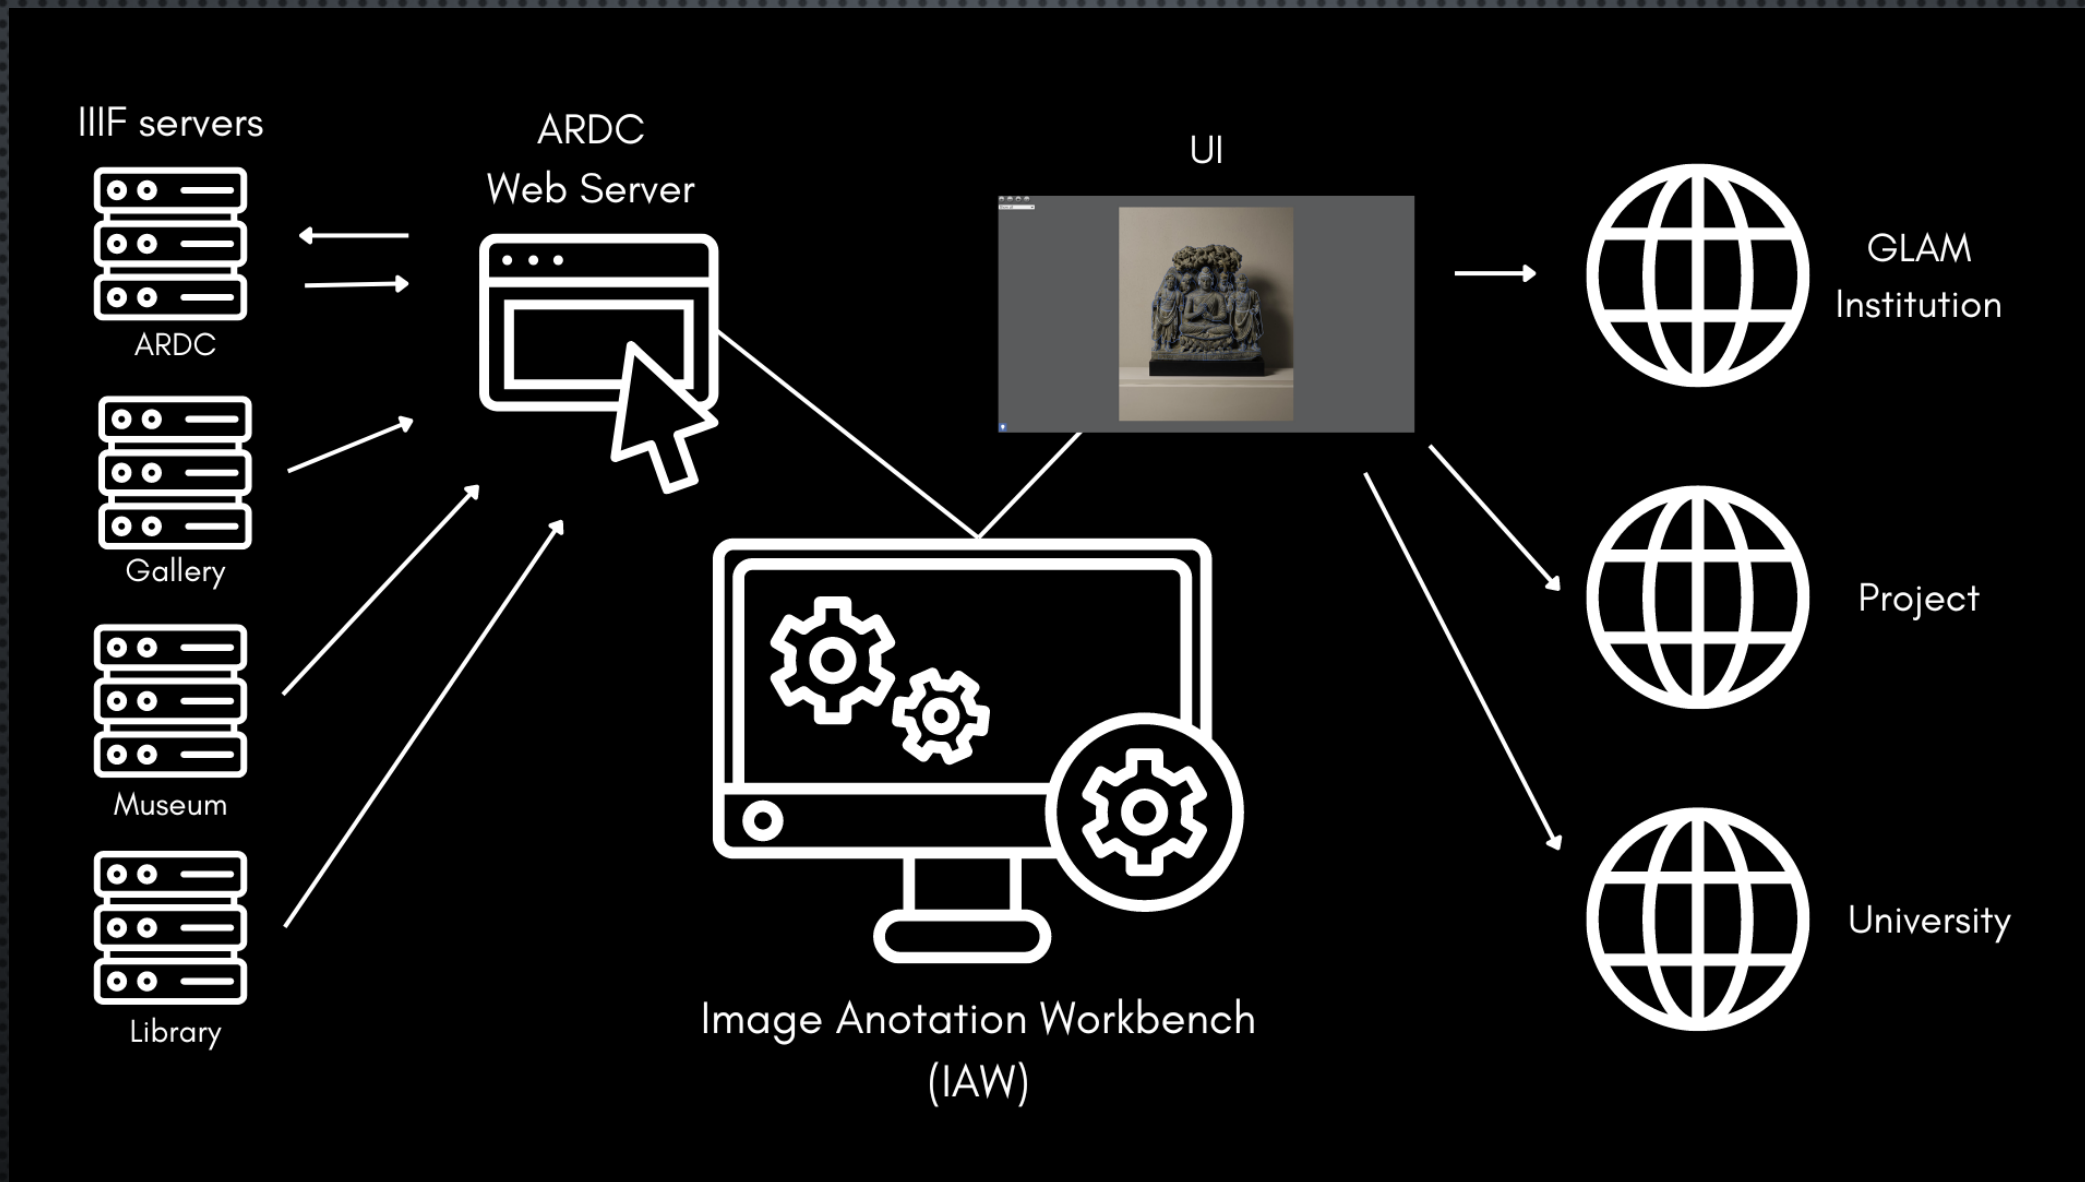 IIIF servers
ARDC
Gallery
Museum
Library
ARDC
Web Server
Image Anotation Workbench
(IAW)
UI
GLAM
Institution
Project
University